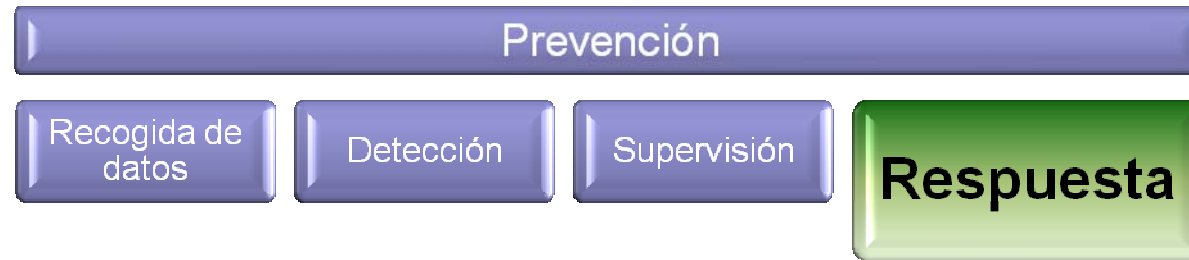 Prevención
Recogida de
datos
Detección
Supervisión
Respuesta